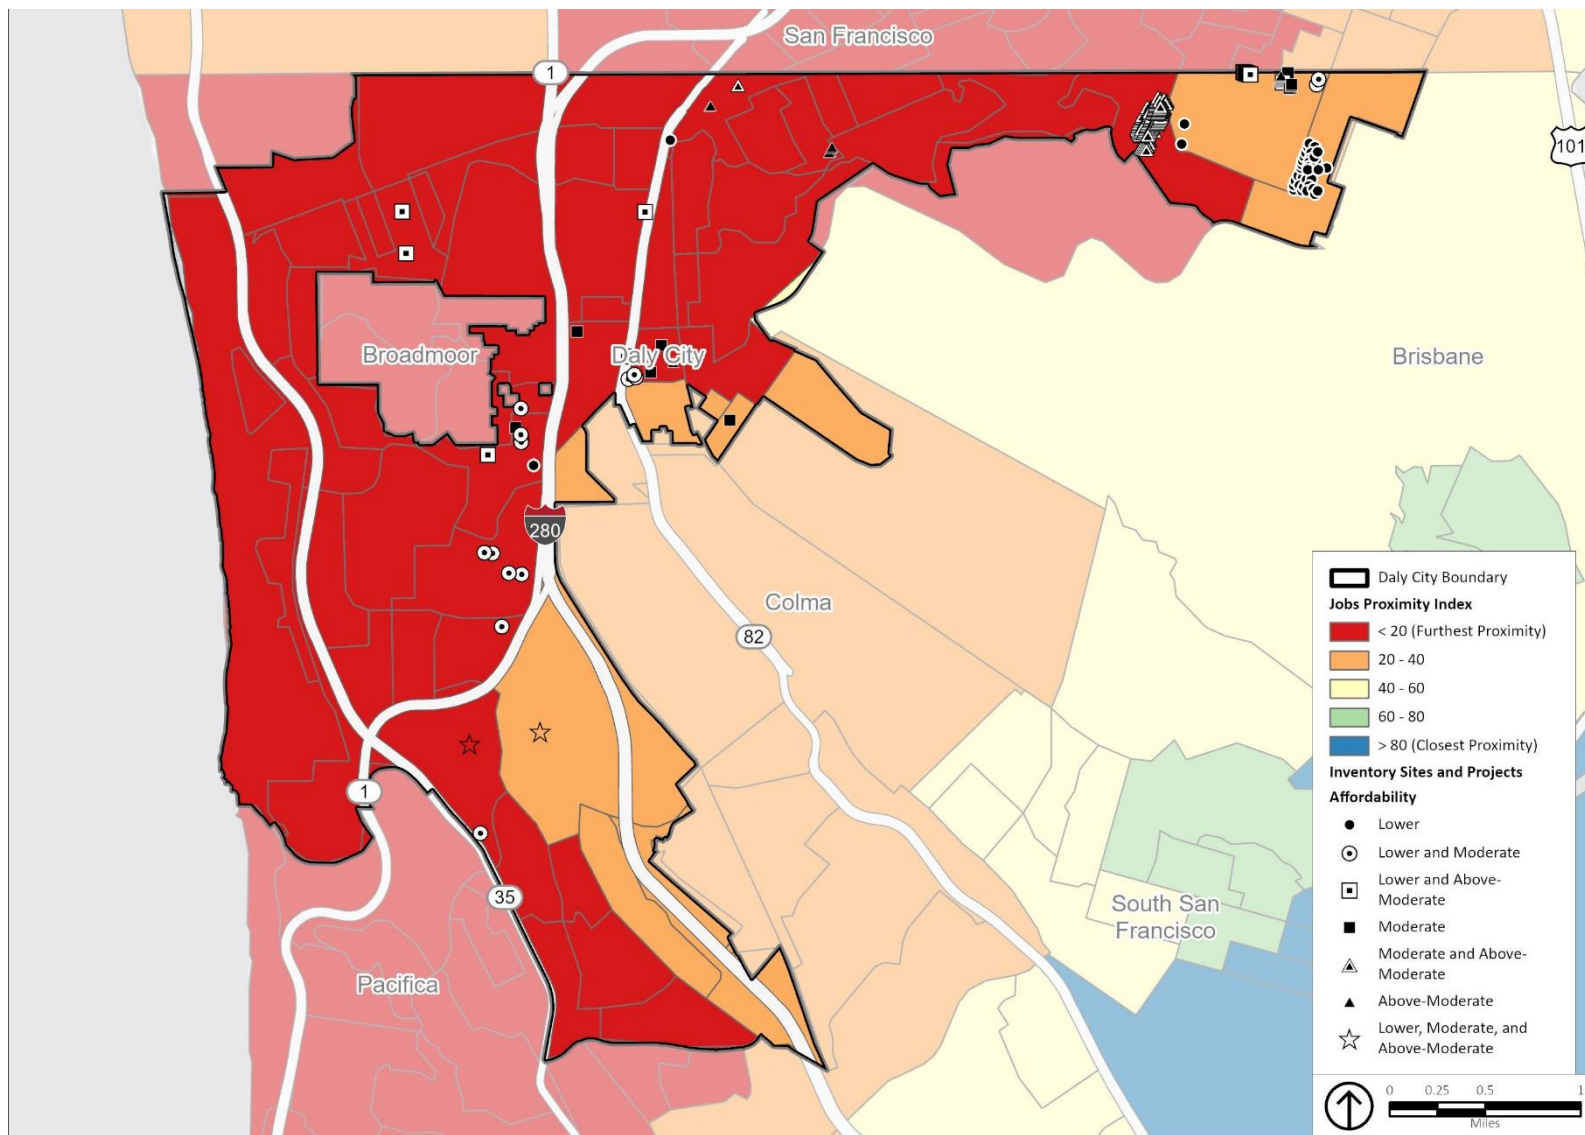 San Francisco
1
101
Broadmoor
Daly City
Brisbane
280
Colma
82
1
35
South San
Francisco
Pacifica
Daly City Boundary
Jobs Proximity Index
< 20 (Furthest Proximity)
20 - 40
40 - 60
60 - 80
> 80 (Closest Proximity)
Inventory Sites and Projects
Affordability
Lower
Lower and Moderate
Lower and Above-
Moderate
Moderate
Moderate and Above-
Moderate
Above-Moderate
Lower, Moderate, and
Above-Moderate
0 0.25 0.5 1
Miles